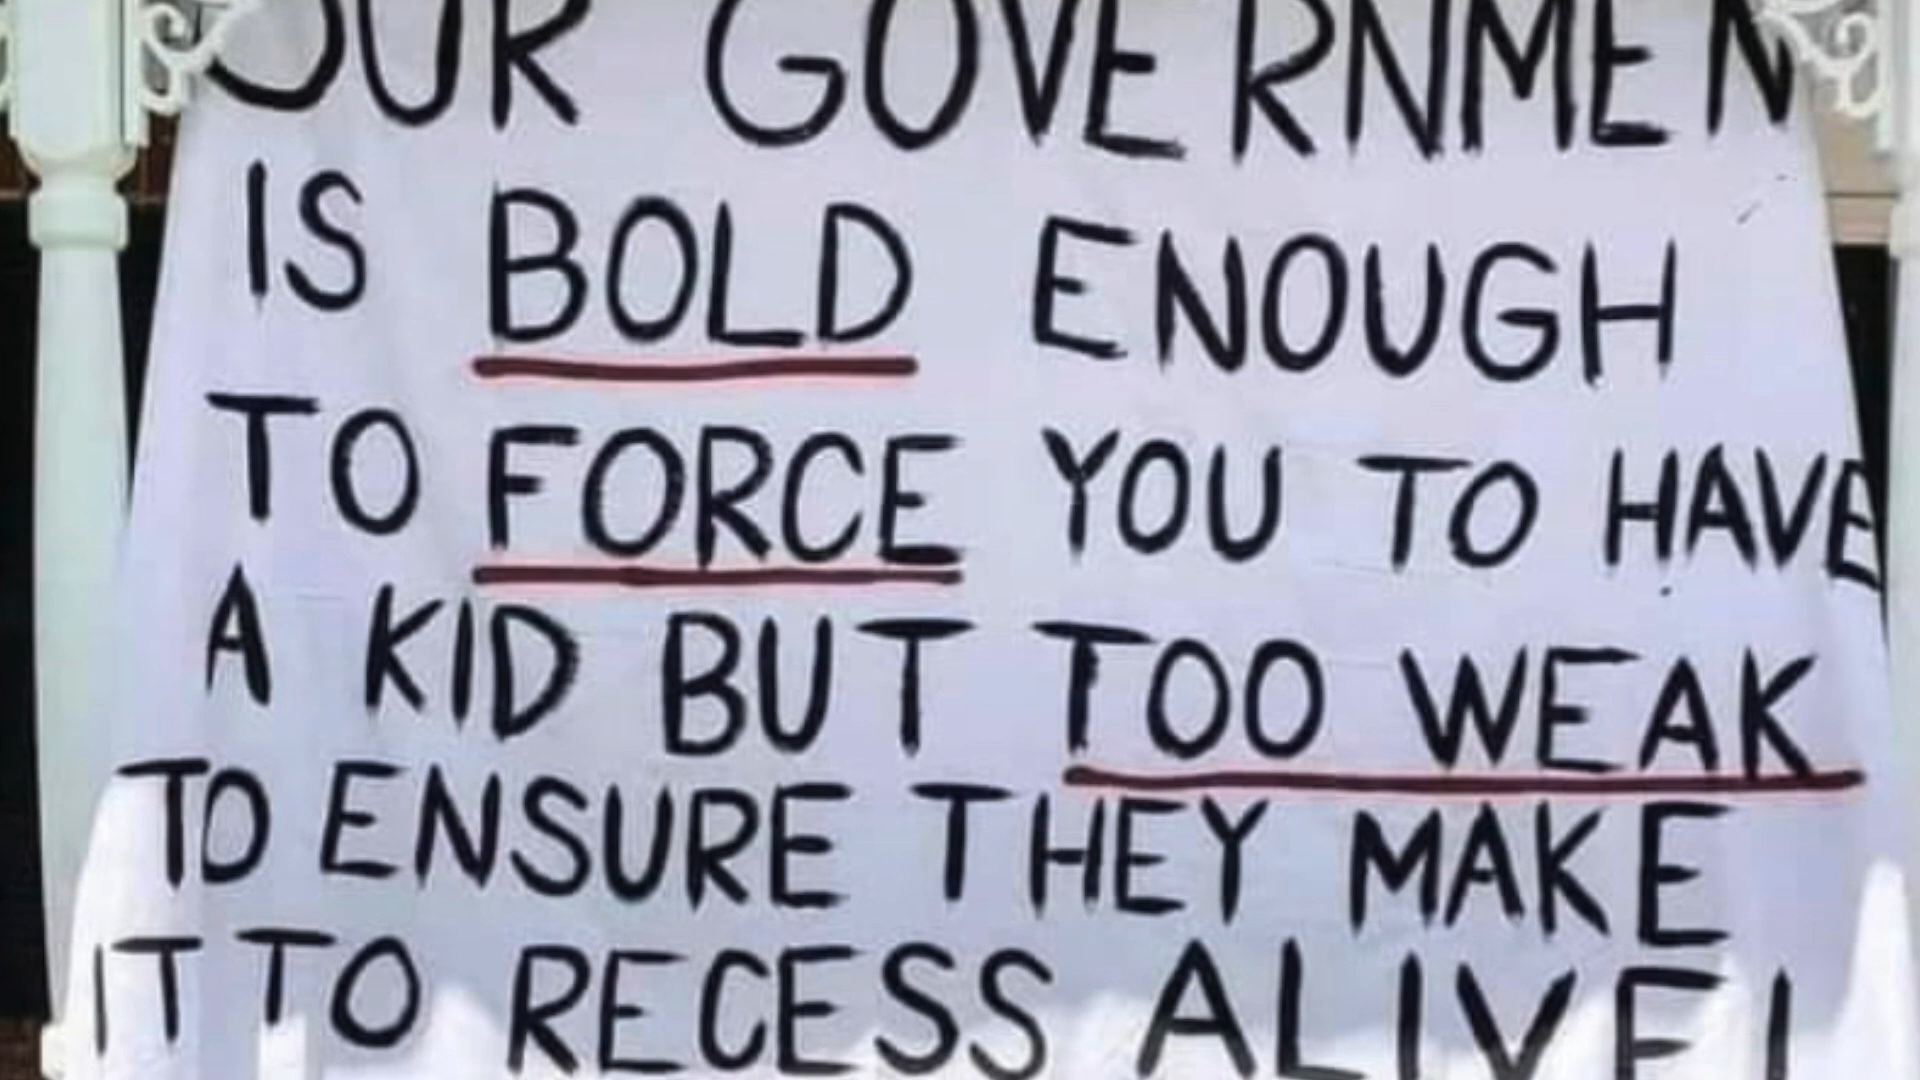 OUR GOVERNMEN
IS BOLD ENOUGH
TO FORCE YOU TO HAVE
A KID BUT TOO WEAK
TO ENSURE THEY MAKE
IT TO RECESS ALIVE!